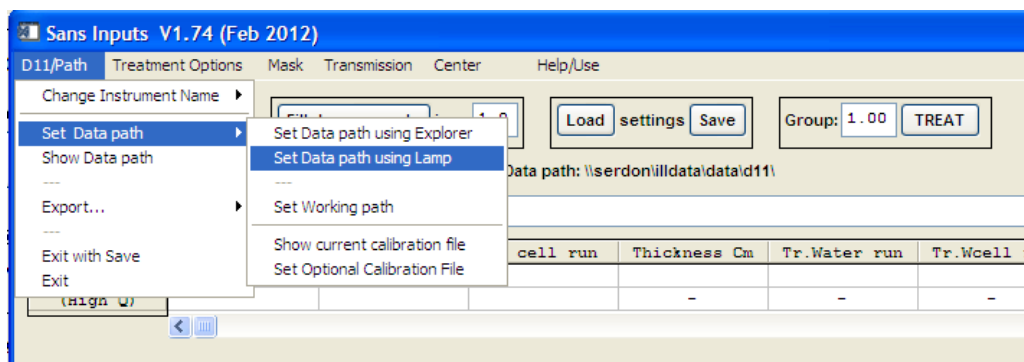 Sans Inputs V1.74 (Feb 2012)
D11/Path Treatment Options Mask Transmission Center Help/Use
Change Instrument Name
Set Data path
Show Data path
---
Export...
---
Exit with Save
Exit
Set Data path using Explorer
Set Data path using Lamp
---
Set Working path
Show current calibration file
Set Optional Calibration File
Load settings Save
Group: 1.00 TREAT
Data path: \\serdon\illdata\data\d11\
cell run Thickness Cm Tr.Water run Tr.Wcell
(High Q) - - -